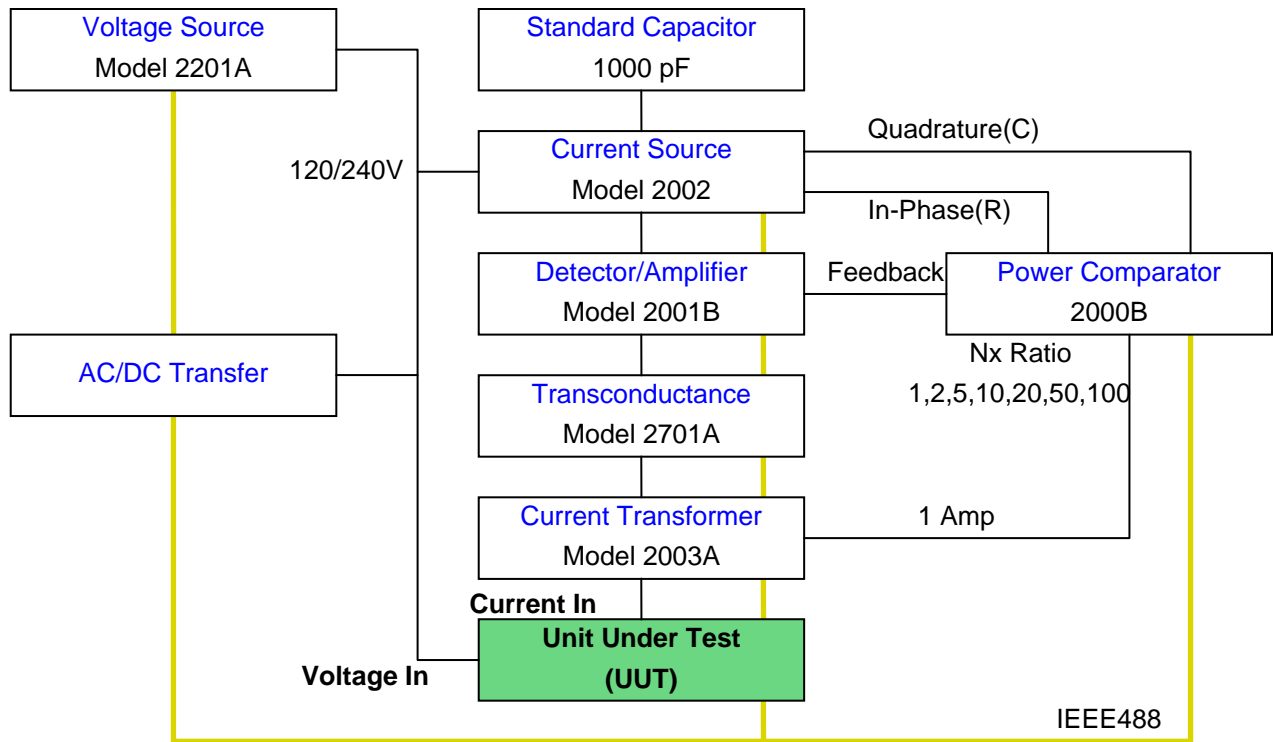 Voltage Source
Model 2201A
Standard Capacitor
1000 pF
Quadrature(C)
Current Source
Model 2002
120/240V
In-Phase(R)
Detector/Amplifier
Model 2001B
Feedback
Power Comparator
2000B
AC/DC Transfer
Nx Ratio
1,2,5,10,20,50,100
Transconductance
Model 2701A
Current Transformer
Model 2003A
1 Amp
Current In
Unit Under Test
(UUT)
Voltage In
IEEE488